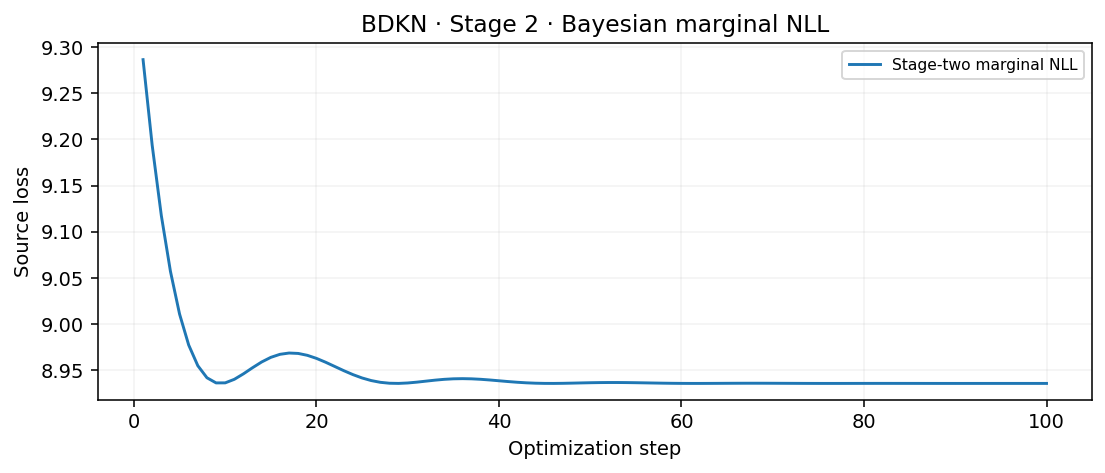 BDKN · Stage 2 · Bayesian marginal NLL
Stage-two marginal NLL
Source loss
9.30
9.25
9.20
9.15
9.10
9.05
9.00
8.95
0 20 40 60 80 100
Optimization step